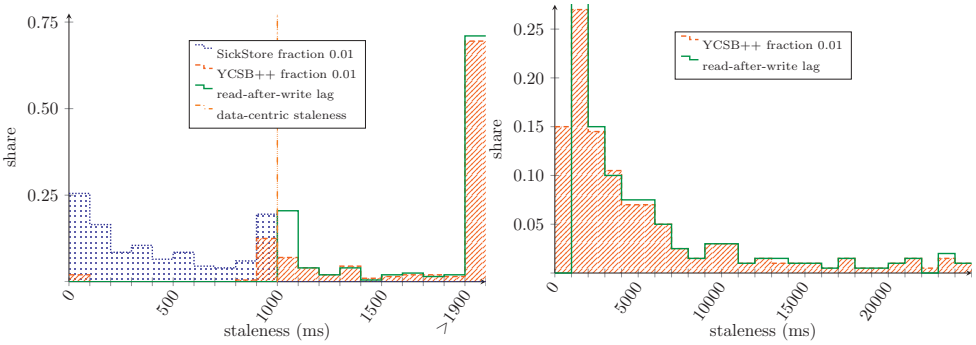 0.75
0.50
0.25
share
SickStore fraction 0.01
YCSB++ fraction 0.01
read-after-write lag
data-centric staleness
0
500
1000
1500
>1900
staleness (ms)
0.25
0.20
0.15
0.10
0.05
share
YCSB++ fraction 0.01
read-after-write lag
0
5000
10000
15000
20000
staleness (ms)